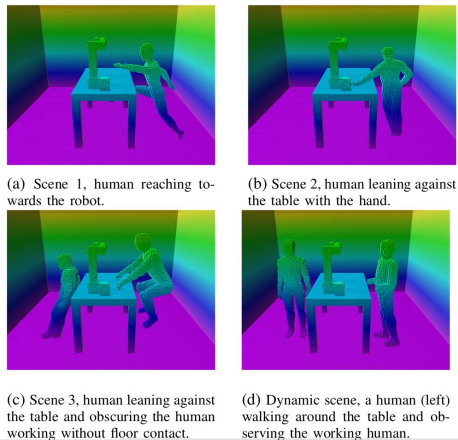 (a) Scene 1, human reaching to-
wards the robot.
(b) Scene 2, human leaning against
the table with the hand.
(c) Scene 3, human leaning against
the table and obscuring the human
working without floor contact.
(d) Dynamic scene, a human (left)
walking around the table and ob-
serving the working human.